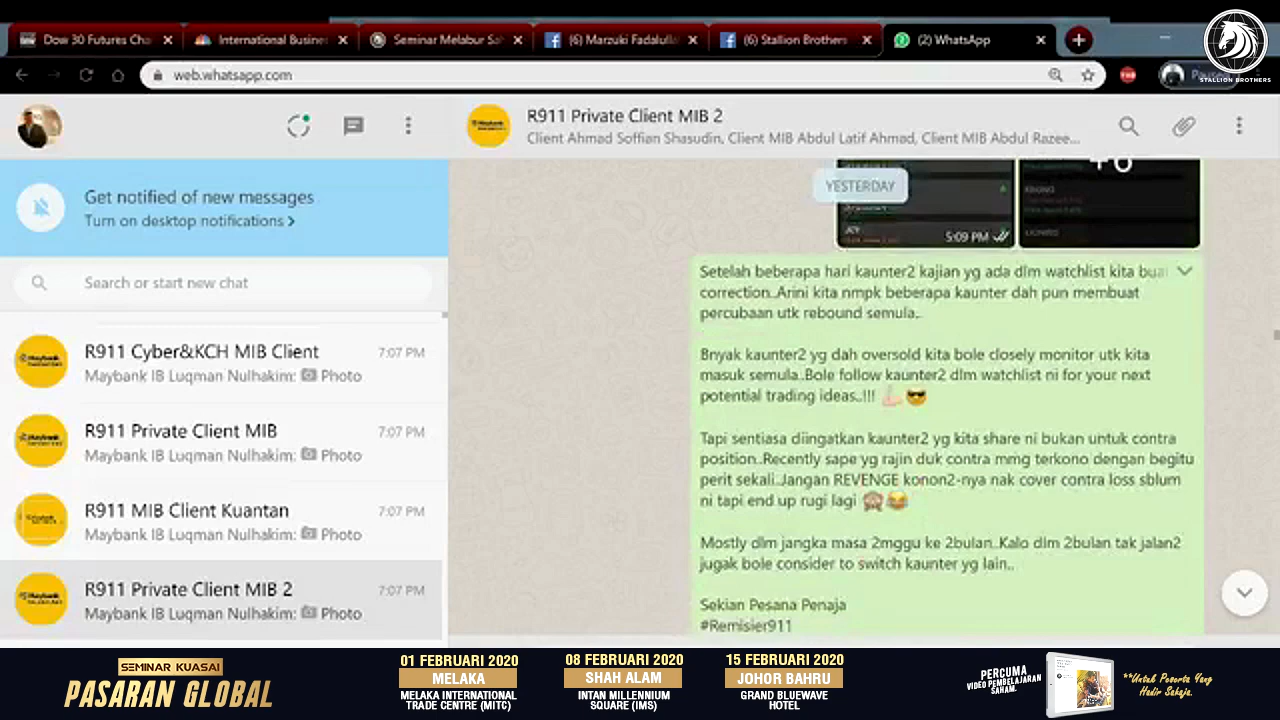 Dow 30 Futures Cha
International Busine
Seminar Melabur Sa
(6) Marzuki Fadalull
(6) Stallion Brothers
(2) WhatsApp
STALLION BROTHERS
web.whatsapp.com
Paused
R911 Private Client MIB 2
Client Ahmad Soffian Shasudin, Client MIB Abdul Latif Ahmad, Client MIB Abdul Razee...
Get notified of new messages
Turn on desktop notifications >
Search or start new chat
R911 Cyber&KCH MIB Client 7:07 PM
Maybank IB Luqman Nulhakim: Photo
R911 Private Client MIB 7:07 PM
Maybank IB Luqman Nulhakim: Photo
R911 MIB Client Kuantan 7:07 PM
Maybank IB Luqman Nulhakim: Photo
R911 Private Client MIB 2 7:07 PM
Maybank IB Luqman Nulhakim: Photo
YESTERDAY
+6
5:09 PM
Setelah beberapa hari kaunter2 kajian yg ada dlm watchlist kita buat
correction..Arini kita nmpk beberapa kaunter dah pun membuat
percubaan utk rebound semula..
Bnyak kaunter2 yg dah oversold kita bole closely monitor utk kita
masuk semula..Bole follow kaunter2 dlm watchlist ni for your next
potential trading ideas..!!! 💪😎
Tapi sentiasa diingatkan kaunter2 yg kita share ni bukan untuk contra
position..Recently sape yg rajin duk contra mmg terkono dengan begitu
perit sekali..Jangan REVENGE konon2-nya nak cover contra loss sblum
ni tapi end up rugi lagi 🙈😂
Mostly dlm jangka masa 2mggu ke 2bulan..Kalo dlm 2bulan tak jalan2
jugak bole consider to switch kaunter yg lain..
Sekian Pesana Penaja
#Remisier911
SEMINAR KUASAI
PASARAN GLOBAL
01 FEBRUARI 2020
MELAKA
MELAKA INTERNATIONAL
TRADE CENTRE (MITC)
08 FEBRUARI 2020
SHAH ALAM
INTAN MILLENNIUM
SQUARE (IMS)
15 FEBRUARI 2020
JOHOR BAHRU
GRAND BLUEWAVE
HOTEL
PERCUMA
VIDEO PEMBELAJARAN
SAHAM.
**Untuk Peserta Yang
Hadir Sahaja.